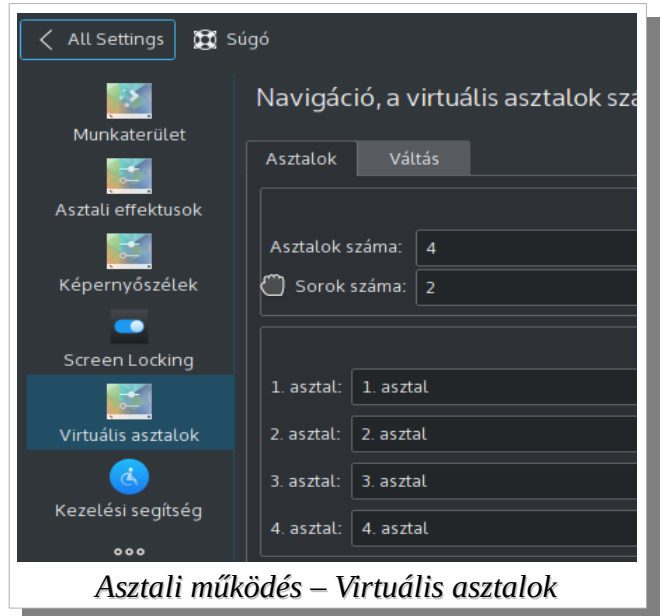 All Settings Súgó
Munkaterület
Asztali effektusok
Képernyőszélek
Screen Locking
Virtuális asztalok
Kezelési segítség
Navigáció, a virtuális asztalok szá
Asztalok Váltás
Asztalok száma: 4
Sorok száma: 2
1. asztal: 1. asztal
2. asztal: 2. asztal
3. asztal: 3. asztal
4. asztal: 4. asztal
Asztali működés – Virtuális asztalok